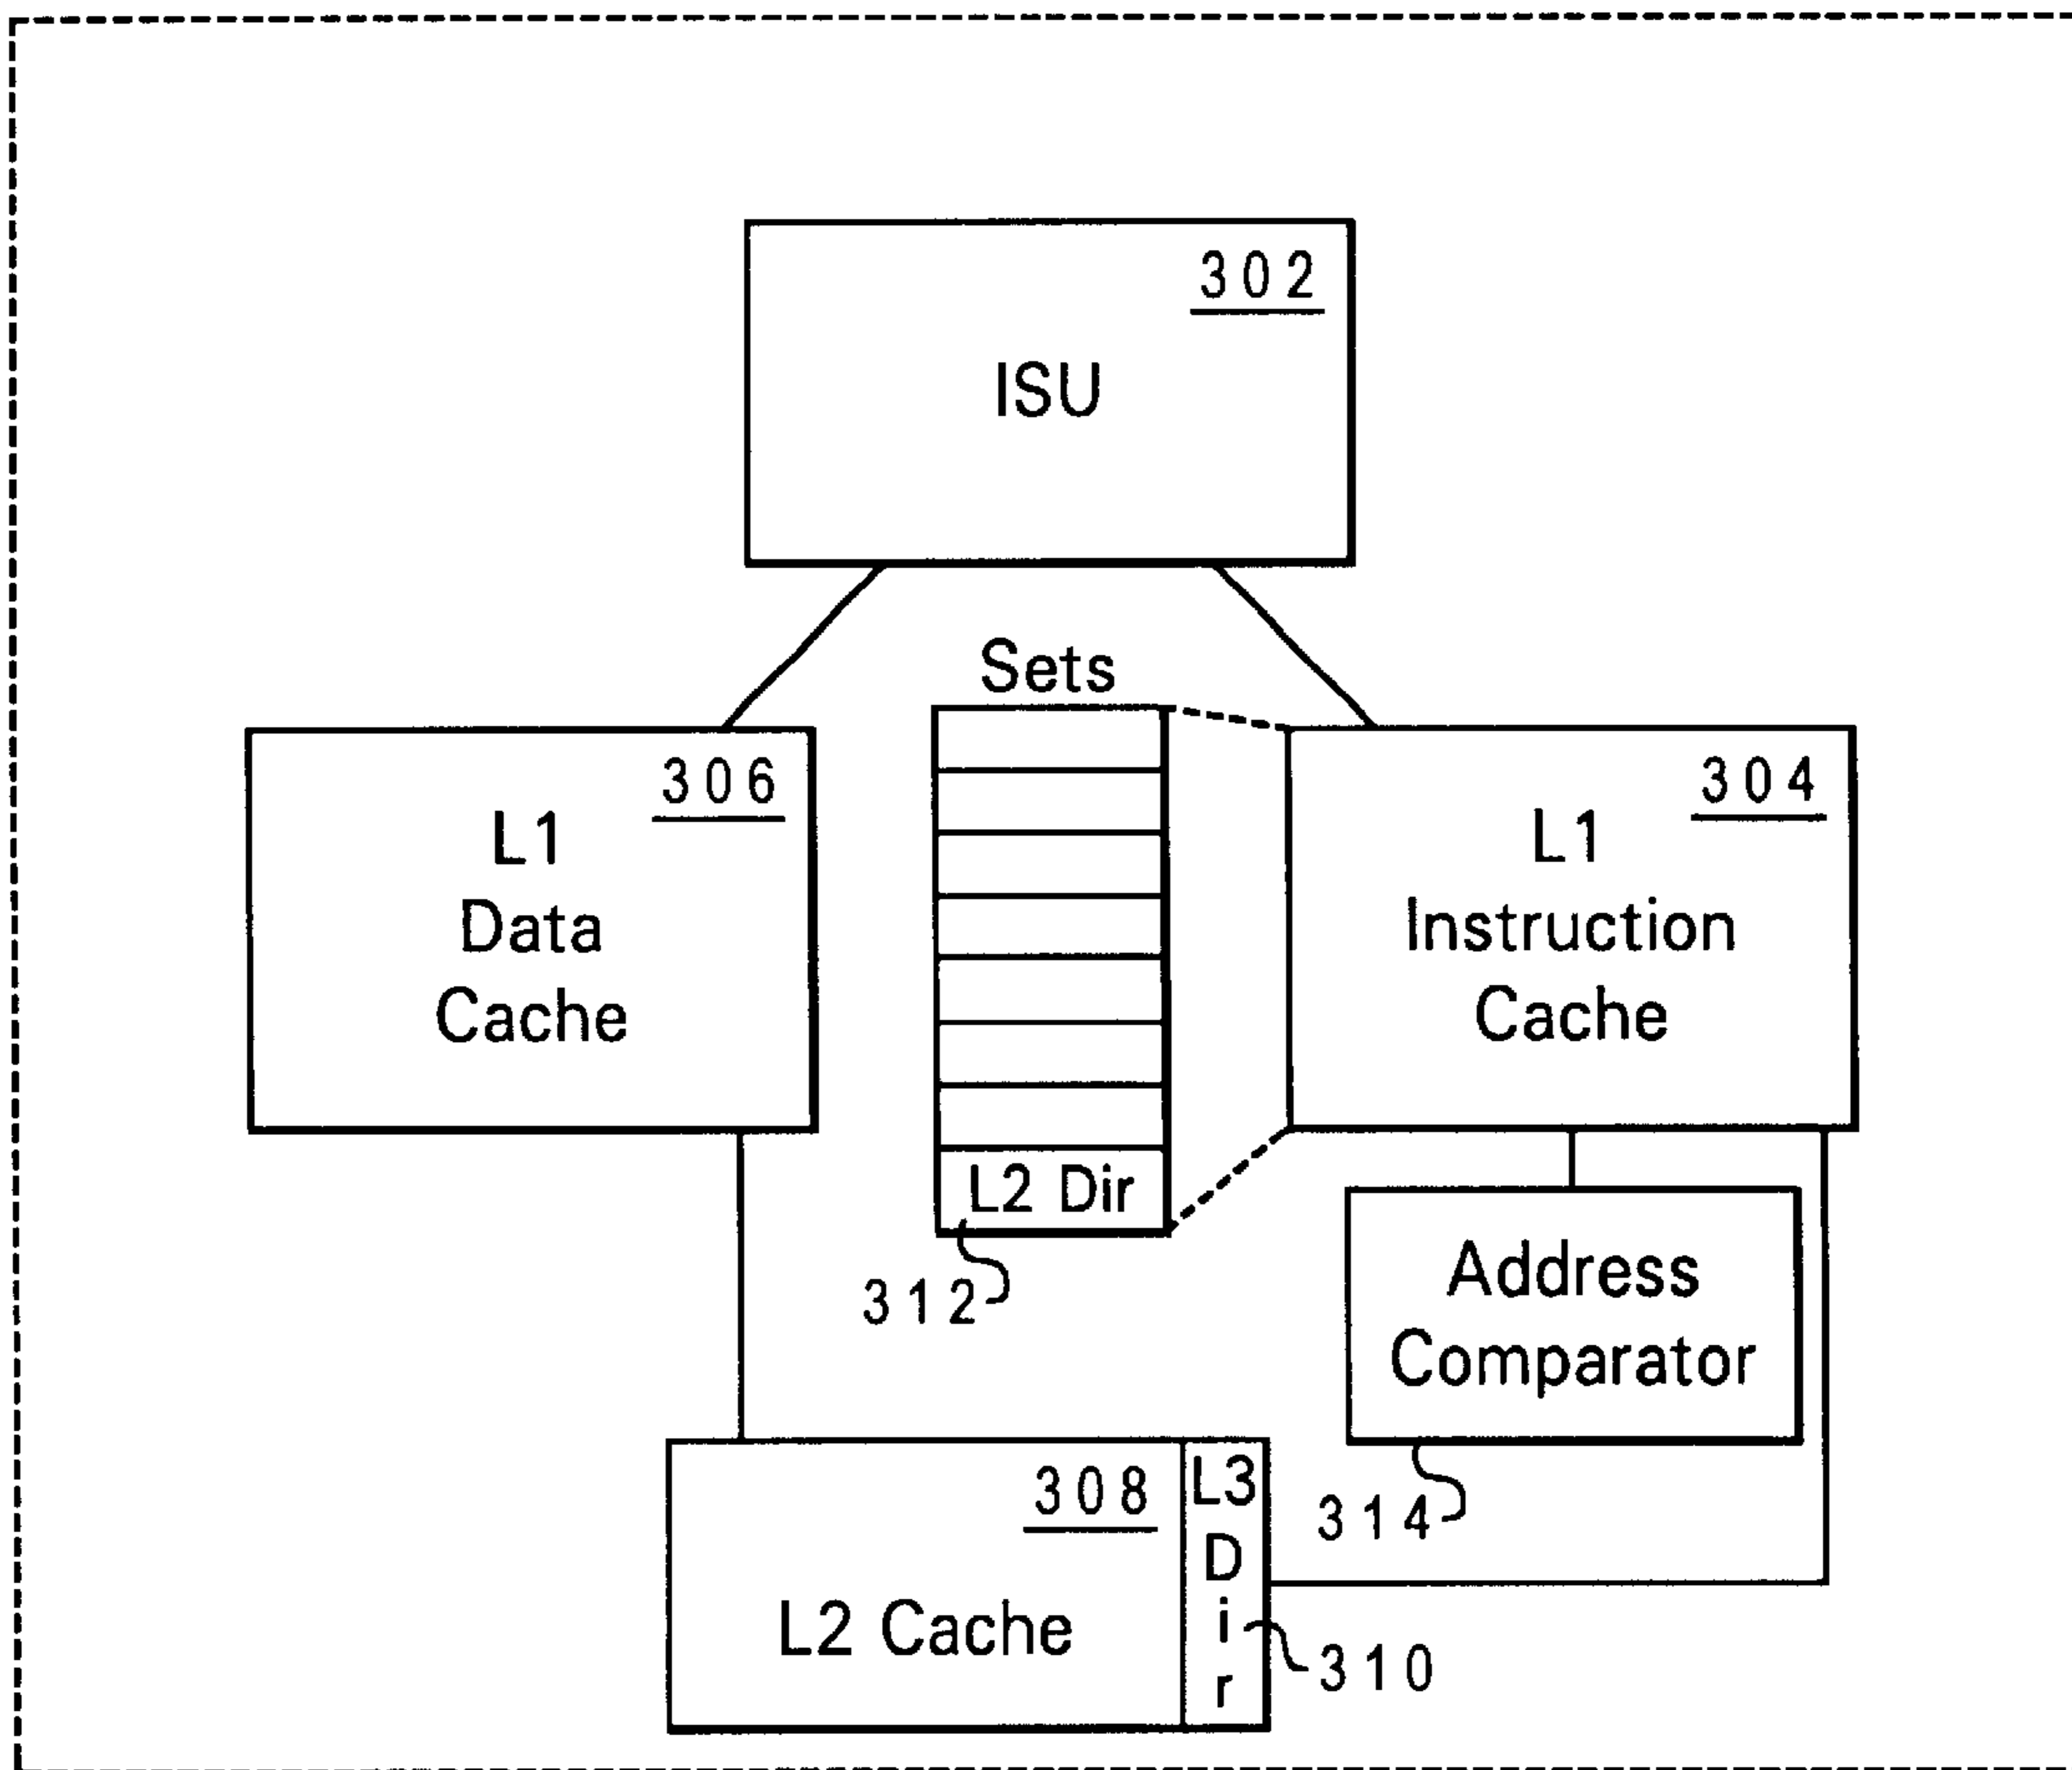 302
ISU
Sets
306
L1
Data
Cache
304
L1
Instruction
Cache
L2 Dir
312
Address
Comparator
314
308
L2 Cache
L3
D
i
r
310